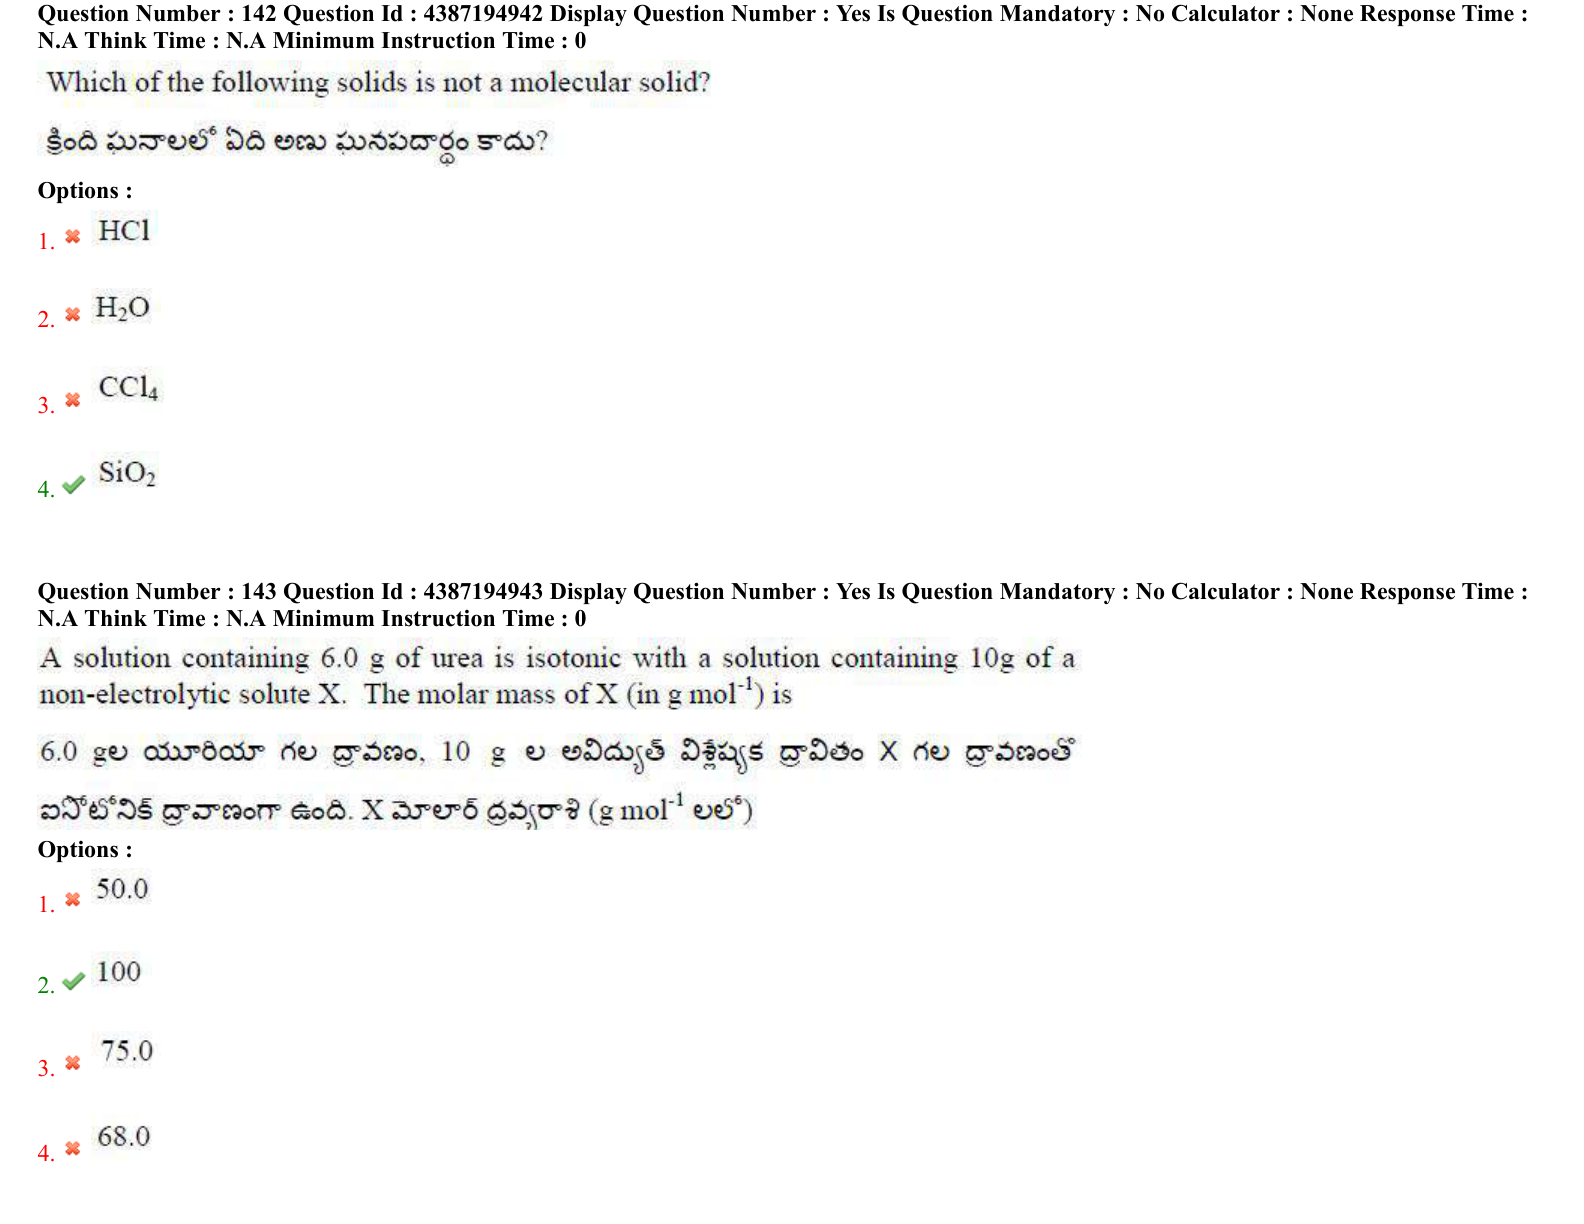 Question Number : 142 Question Id : 4387194942 Display Question Number : Yes Is Question Mandatory : No Calculator : None Response Time :
N.A Think Time : N.A Minimum Instruction Time : 0
Which of the following solids is not a molecular solid?
క్రింది ఘనాలలో ఏది అణు ఘనపదార్థం కాదు?
Options :
1. ✖ HCl
2. ✖ H₂O
3. ✖ CCl₄
4. ✔ SiO₂
Question Number : 143 Question Id : 4387194943 Display Question Number : Yes Is Question Mandatory : No Calculator : None Response Time :
N.A Think Time : N.A Minimum Instruction Time : 0
A solution containing 6.0 g of urea is isotonic with a solution containing 10g of a
non-electrolytic solute X. The molar mass of X (in g mol⁻¹) is
6.0 gల యూరియా గల ద్రావణం, 10 g ల అవిద్యుత్ విశ్లేష్యక ద్రావితం X గల ద్రావణంతో
ఐసోటోనిక్ ద్రావాణంగా ఉంది. X మోలార్ ద్రవ్యరాశి (g mol⁻¹ లలో)
Options :
1. ✖ 50.0
2. ✔ 100
3. ✖ 75.0
4. ✖ 68.0